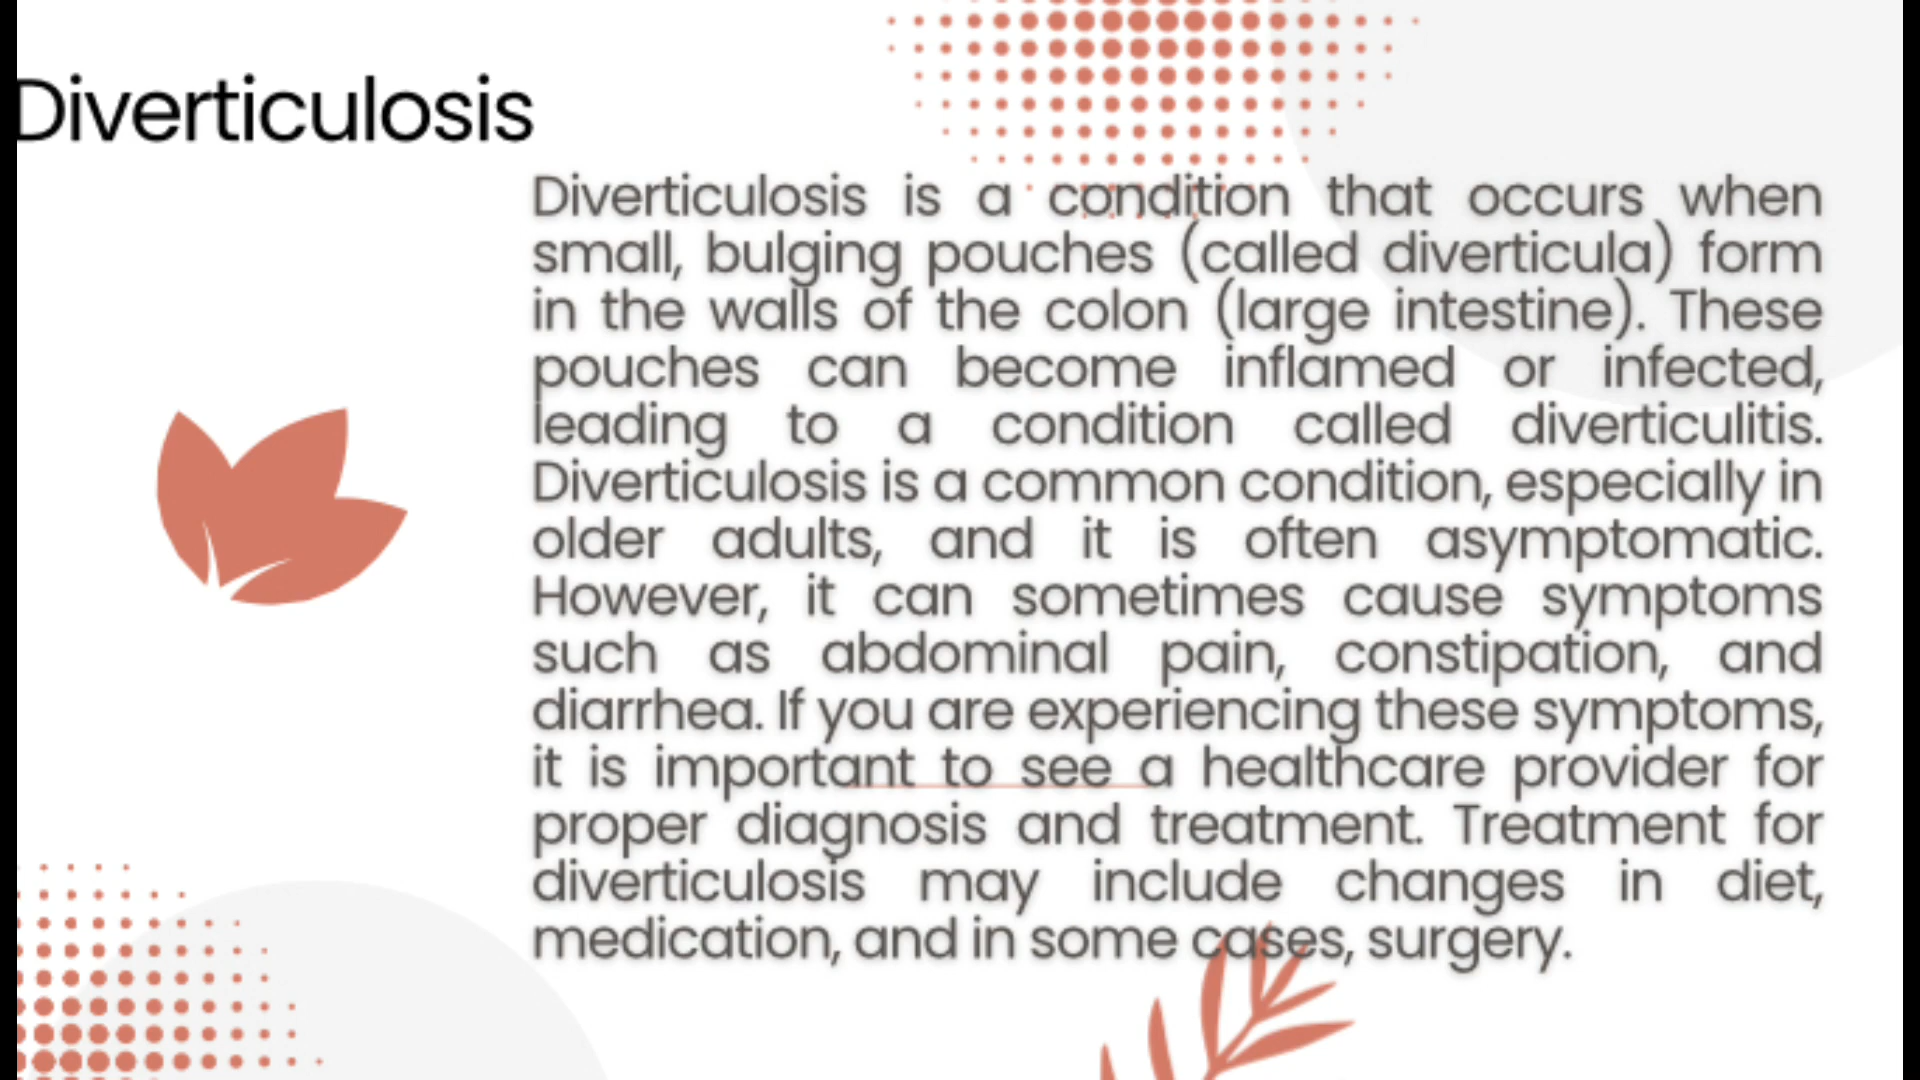 Diverticulosis
Diverticulosis is a condition that occurs when
small, bulging pouches (called diverticula) form
in the walls of the colon (large intestine). These
pouches can become inflamed or infected,
leading to a condition called diverticulitis.
Diverticulosis is a common condition, especially in
older adults, and it is often asymptomatic.
However, it can sometimes cause symptoms
such as abdominal pain, constipation, and
diarrhea. If you are experiencing these symptoms,
it is important to see a healthcare provider for
proper diagnosis and treatment. Treatment for
diverticulosis may include changes in diet,
medication, and in some cases, surgery.